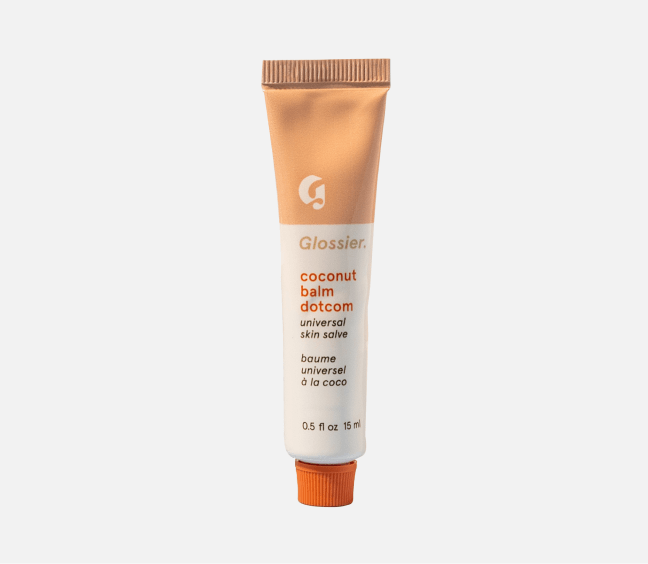 G
Glossier.
coconut
balm
dotcom
universal
skin salve
baume
universel
à la coco
0.5 fl oz 15 ml